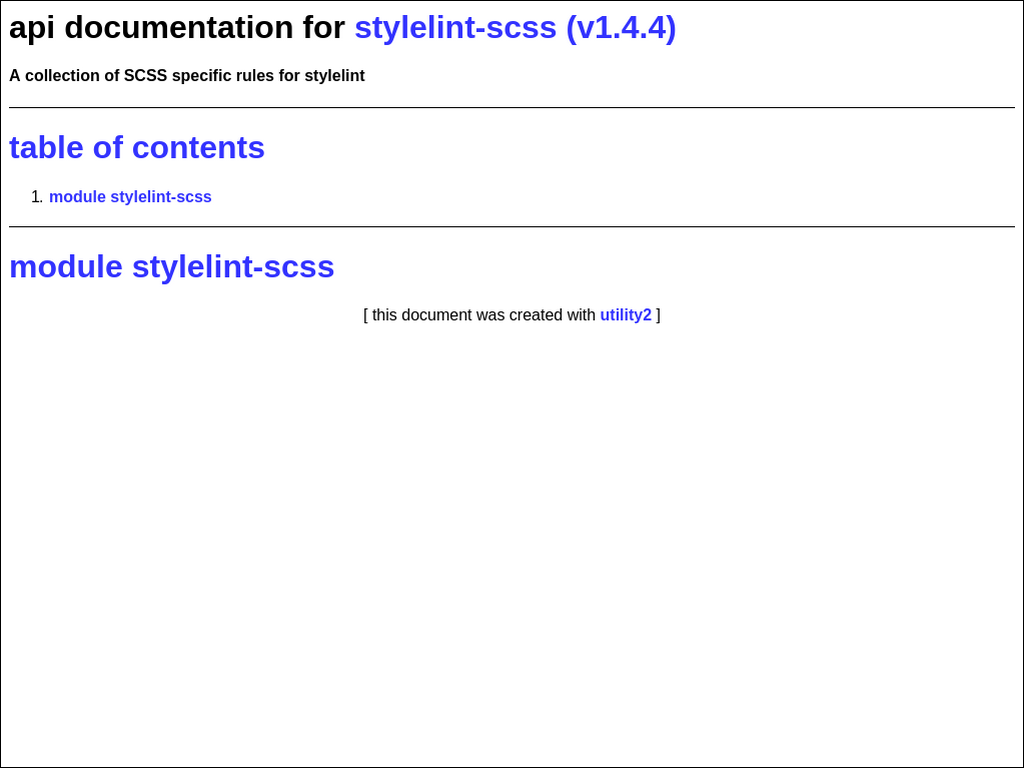 api documentation for stylelint-scss (v1.4.4)
A collection of SCSS specific rules for stylelint
table of contents
1. module stylelint-scss
module stylelint-scss
[ this document was created with utility2 ]